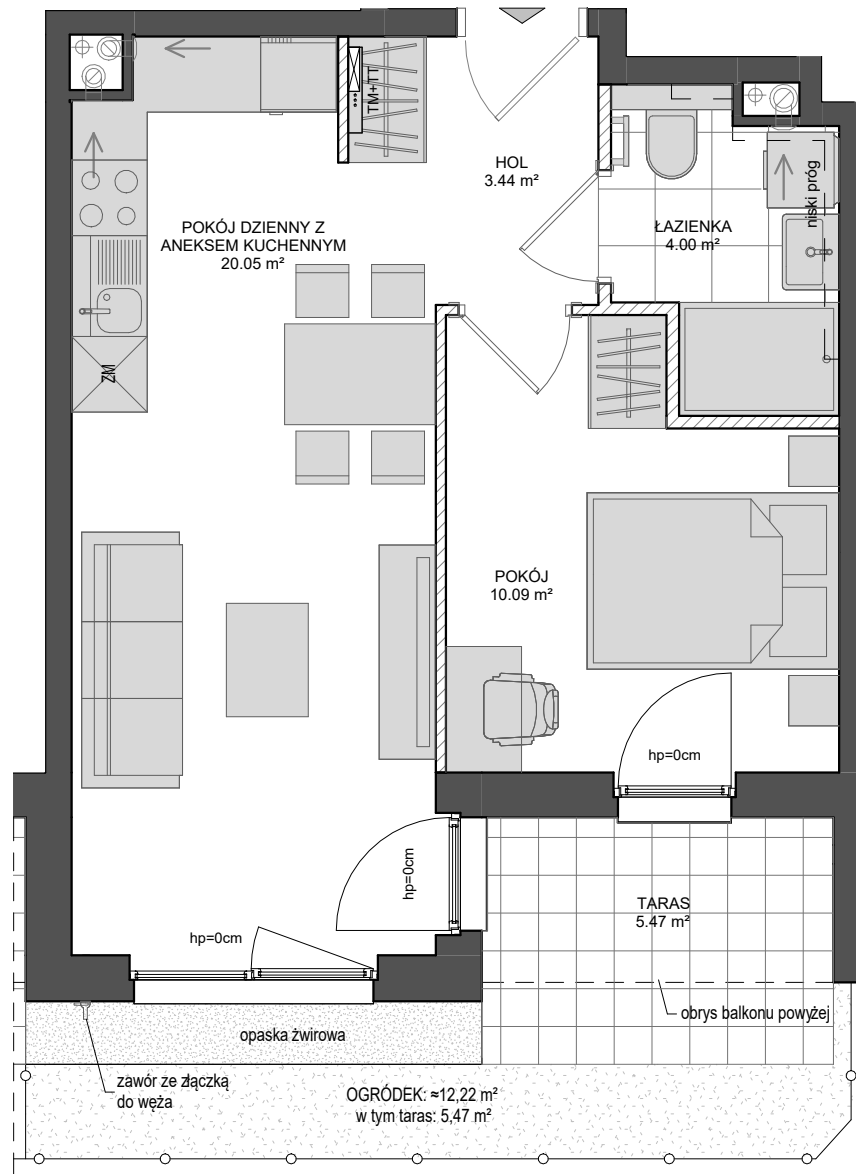 TM+TT
HOL
3.44 m²
niski próg
POKÓJ DZIENNY Z
ANEKSEM KUCHENNYM
20.05 m²
ŁAZIENKA
4.00 m²
ZM
POKÓJ
10.09 m²
hp=0cm
hp=0cm
TARAS
5.47 m²
hp=0cm
obrys balkonu powyżej
opaska żwirowa
zawór ze złączką
do węża
OGRÓDEK: ≈12,22 m²
w tym taras: 5,47 m²